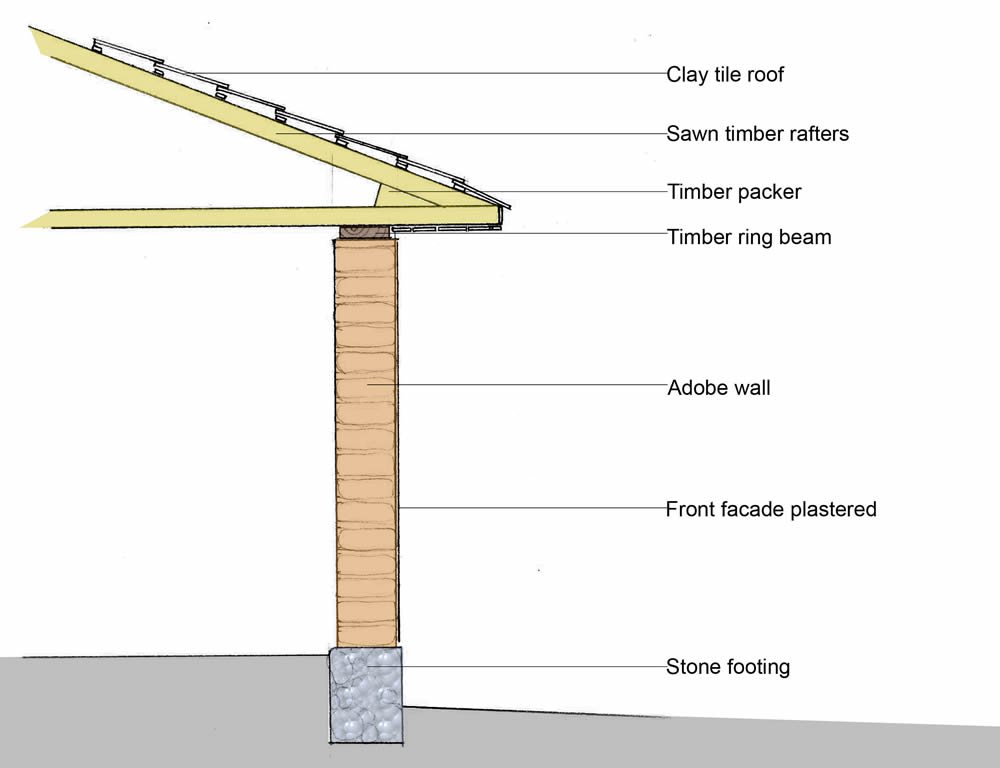 Clay tile roof
Sawn timber rafters
Timber packer
Timber ring beam
Adobe wall
Front facade plastered
Stone footing